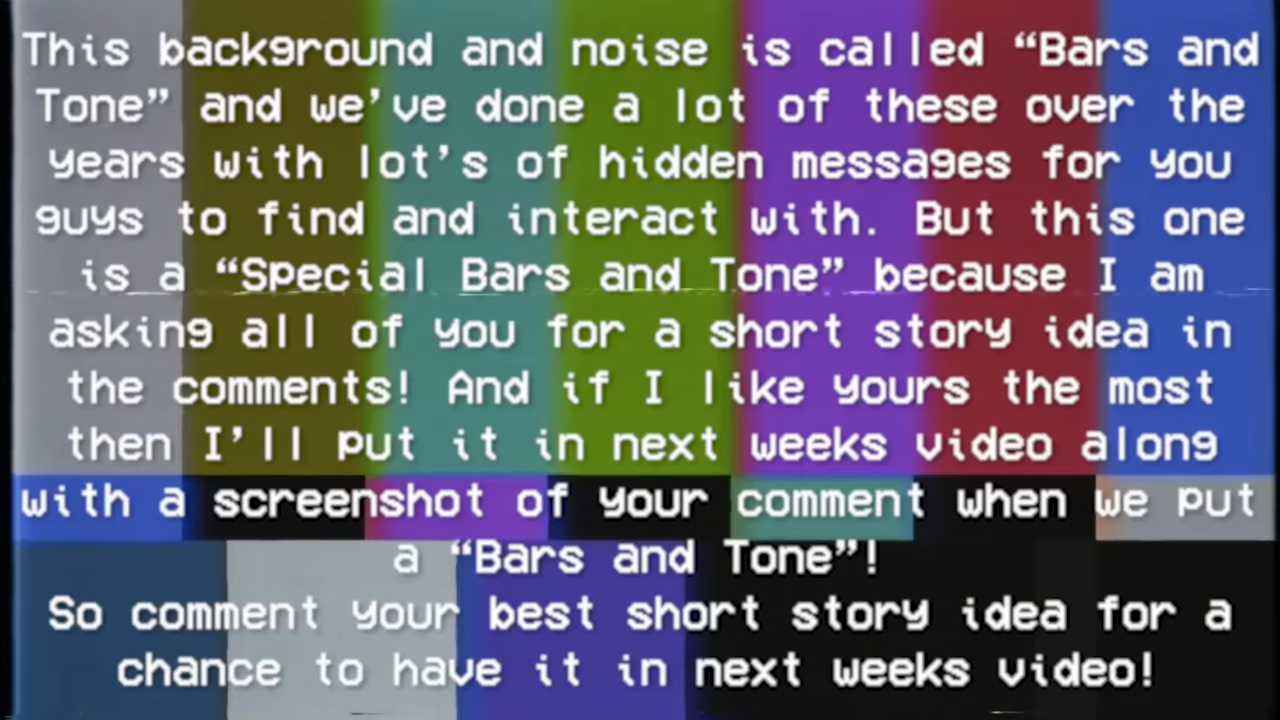 This background and noise is called “Bars and
Tone” and we’ve done a lot of these over the
years with lot’s of hidden messages for you
guys to find and interact with. But this one
is a “Special Bars and Tone” because I am
asking all of you for a short story idea in
the comments! And if I like yours the most
then I’ll put it in next weeks video along
with a screenshot of your comment when we put
a “Bars and Tone”!
So comment your best short story idea for a
chance to have it in next weeks video!